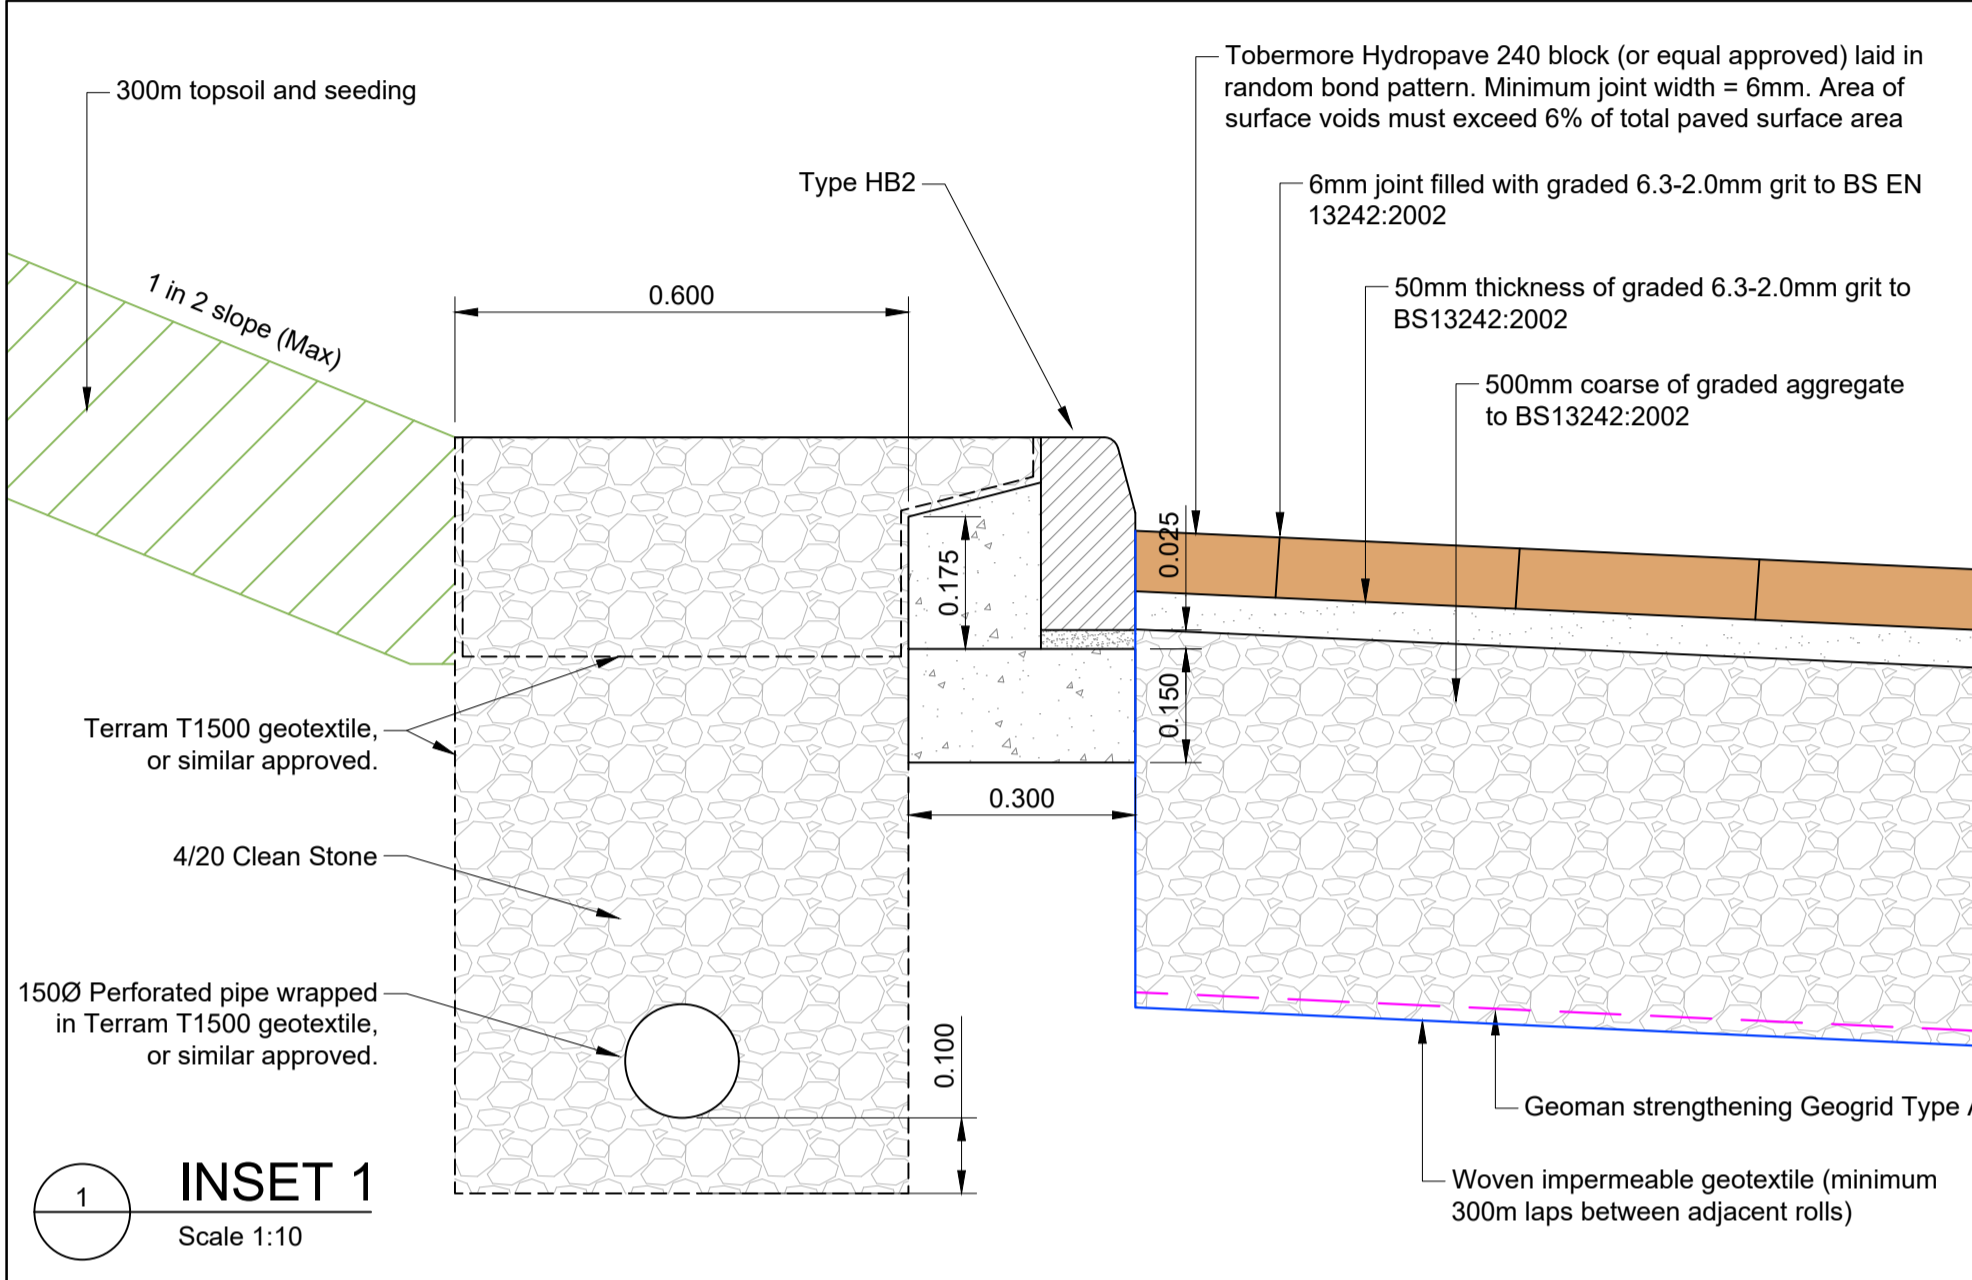 300m topsoil and seeding
1 in 2 slope (Max)
0.600
Type HB2
Tobermore Hydropave 240 block (or equal approved) laid in
random bond pattern. Minimum joint width = 6mm. Area of
surface voids must exceed 6% of total paved surface area
6mm joint filled with graded 6.3-2.0mm grit to BS EN
13242:2002
50mm thickness of graded 6.3-2.0mm grit to
BS13242:2002
500mm coarse of graded aggregate
to BS13242:2002
0.175
0.025
0.150
0.300
Terram T1500 geotextile,
or similar approved.
4/20 Clean Stone
150Ø Perforated pipe wrapped
in Terram T1500 geotextile,
or similar approved.
0.100
Geoman strengthening Geogrid Type
Woven impermeable geotextile (minimum
300m laps between adjacent rolls)
1
INSET 1
Scale 1:10